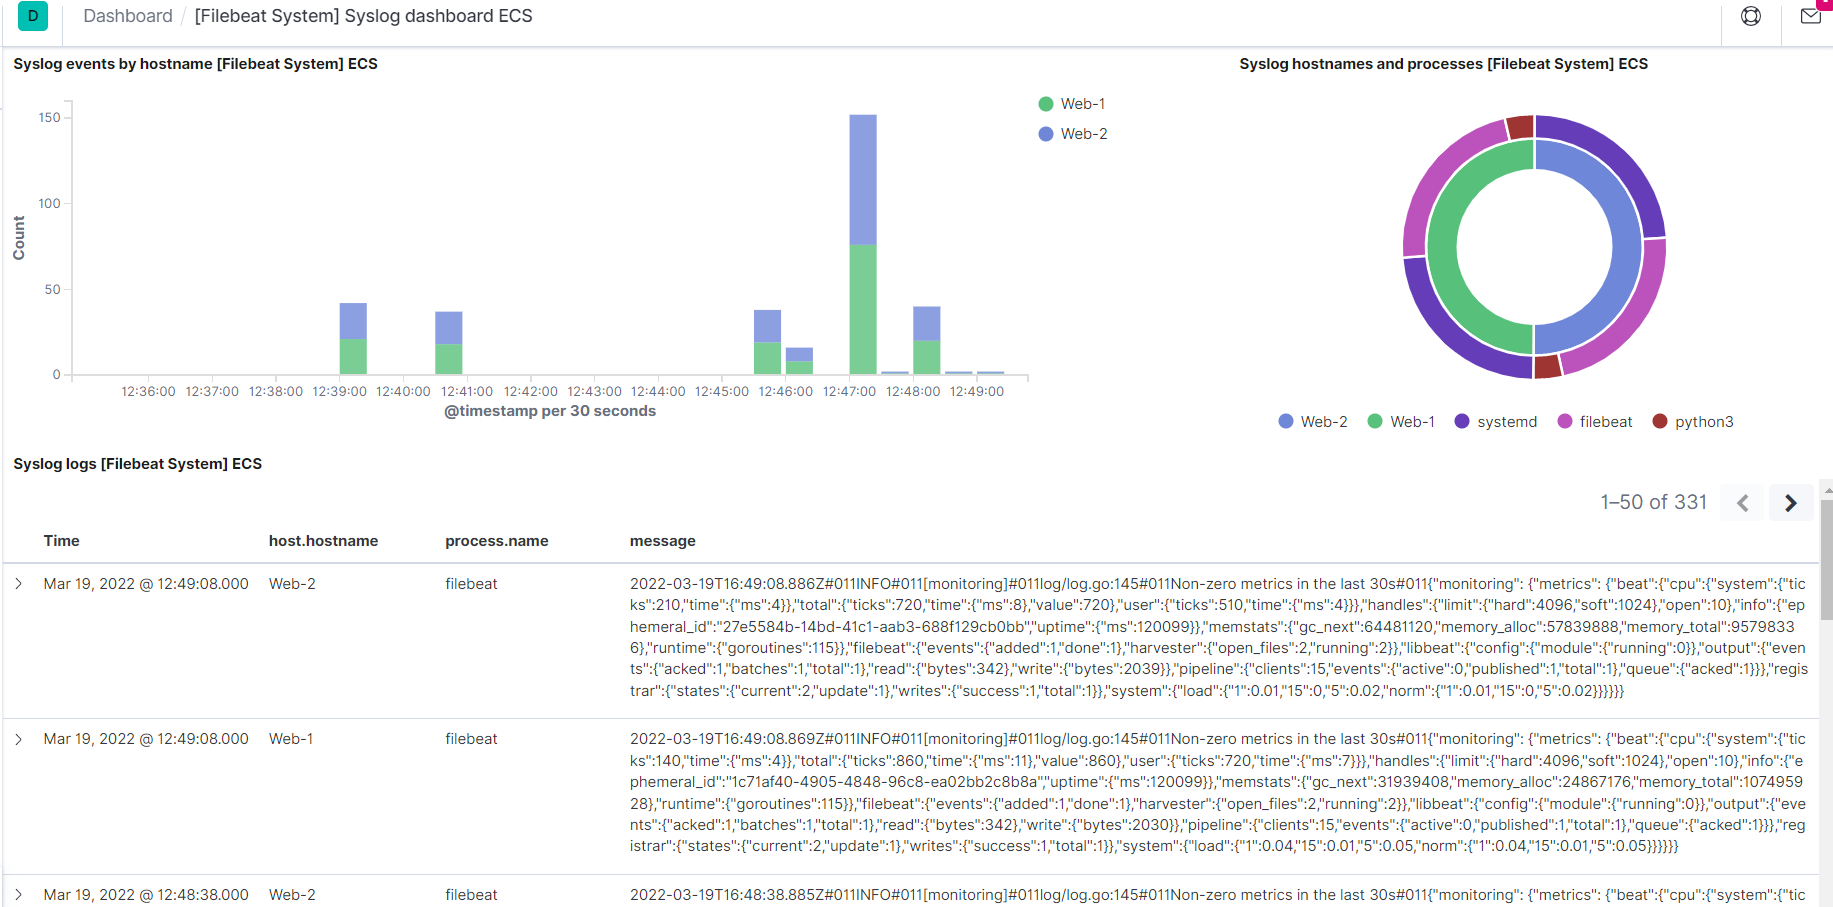 D Dashboard / [Filebeat System] Syslog dashboard ECS
Syslog events by hostname [Filebeat System] ECS
150
100
50
0
Count
12:36:00 12:37:00 12:38:00 12:39:00 12:40:00 12:41:00 12:42:00 12:43:00 12:44:00 12:45:00 12:46:00 12:47:00 12:48:00 12:49:00
@timestamp per 30 seconds
Web-1
Web-2
Syslog hostnames and processes [Filebeat System] ECS
Web-2 Web-1 systemd filebeat python3
Syslog logs [Filebeat System] ECS
1–50 of 331
Time host.hostname process.name message
Mar 19, 2022 @ 12:49:08.000 Web-2 filebeat 2022-03-19T16:49:08.886Z#011INFO#011[monitoring]#011log/log.go:145#011Non-zero metrics in the last 30s#011{"monitoring": {"metrics": {"beat":{"cpu":{"system":{"tic
ks":210,"time":{"ms":4}},"total":{"ticks":720,"time":{"ms":8},"value":720},"user":{"ticks":510,"time":{"ms":4}}},"handles":{"limit":{"hard":4096,"soft":1024},"open":10},"info":{"ep
hemeral_id":"27e5584b-14bd-41c1-aab3-688f129cb0bb","uptime":{"ms":120099}},"memstats":{"gc_next":64481120,"memory_alloc":57839888,"memory_total":9579833
6},"runtime":{"goroutines":115}},"filebeat":{"events":{"added":1,"done":1},"harvester":{"open_files":2,"running":2}},"libbeat":{"config":{"module":{"running":0}},"output":{"even
ts":{"acked":1,"batches":1,"total":1},"read":{"bytes":342},"write":{"bytes":2039}},"pipeline":{"clients":15,"events":{"active":0,"published":1,"total":1},"queue":{"acked":1}}},"regis
trar":{"states":{"current":2,"update":1},"writes":{"success":1,"total":1}},"system":{"load":{"1":0.01,"15":0,"5":0.02,"norm":{"1":0.01,"15":0,"5":0.02}}}}}}
Mar 19, 2022 @ 12:49:08.000 Web-1 filebeat 2022-03-19T16:49:08.869Z#011INFO#011[monitoring]#011log/log.go:145#011Non-zero metrics in the last 30s#011{"monitoring": {"metrics": {"beat":{"cpu":{"system":{"tic
ks":140,"time":{"ms":4}},"total":{"ticks":860,"time":{"ms":11},"value":860},"user":{"ticks":720,"time":{"ms":7}}},"handles":{"limit":{"hard":4096,"soft":1024},"open":10},"info":{"e
phemeral_id":"1c71af40-4905-4848-96c8-ea02bb2c8b8a","uptime":{"ms":120099}},"memstats":{"gc_next":31939408,"memory_alloc":24867176,"memory_total":1074959
28},"runtime":{"goroutines":115}},"filebeat":{"events":{"added":1,"done":1},"harvester":{"open_files":2,"running":2}},"libbeat":{"config":{"module":{"running":0}},"output":{"eve
nts":{"acked":1,"batches":1,"total":1},"read":{"bytes":342},"write":{"bytes":2030}},"pipeline":{"clients":15,"events":{"active":0,"published":1,"total":1},"queue":{"acked":1}}},"reg
istrar":{"states":{"current":2,"update":1},"writes":{"success":1,"total":1}},"system":{"load":{"1":0.04,"15":0.01,"5":0.05,"norm":{"1":0.04,"15":0.01,"5":0.05}}}}}}
Mar 19, 2022 @ 12:48:38.000 Web-2 filebeat 2022-03-19T16:48:38.885Z#011INFO#011[monitoring]#011log/log.go:145#011Non-zero metrics in the last 30s#011{"monitoring": {"metrics": {"beat":{"cpu":{"system":{"tic